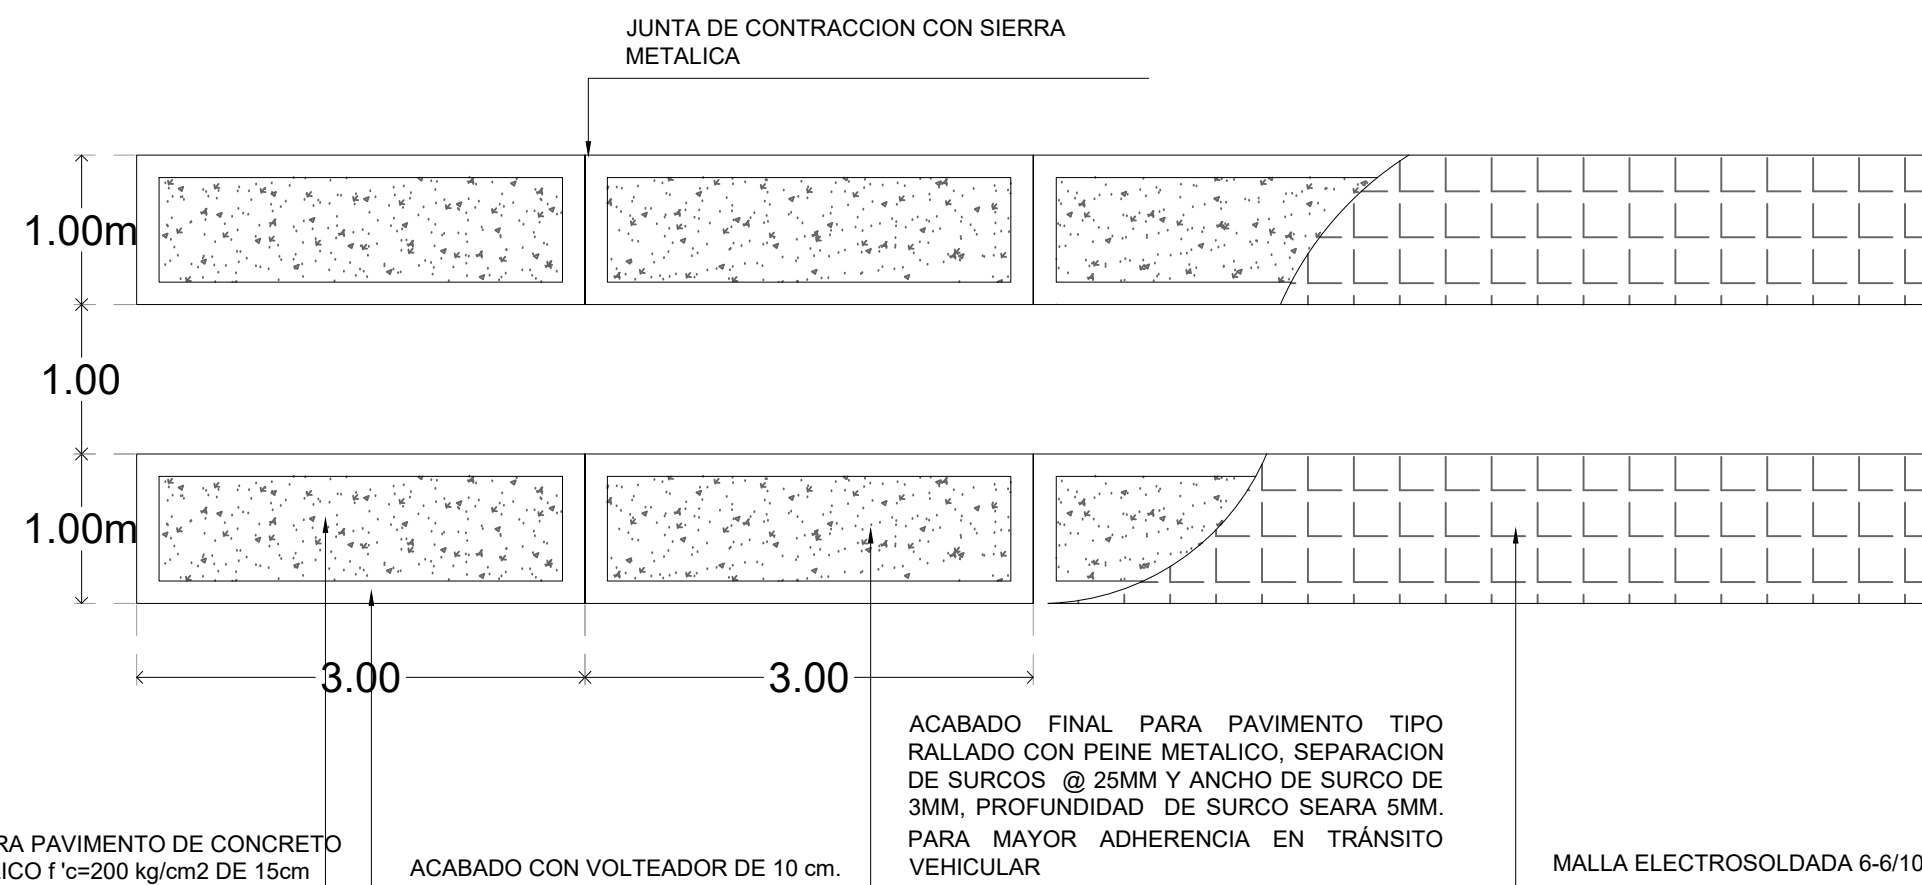 JUNTA DE CONTRACCION CON SIERRA
METALICA
1.00m
1.00
1.00m
3.00
3.00
ACABADO FINAL PARA PAVIMENTO TIPO
RALLADO CON PEINE METALICO, SEPARACION
DE SURCOS @ 25MM Y ANCHO DE SURCO DE
3MM, PROFUNDIDAD DE SURCO SEARA 5MM.
PARA MAYOR ADHERENCIA EN TRÁNSITO
VEHICULAR
PAVIMENTO DE CONCRETO
f 'c=200 kg/cm2 DE 15cm
ACABADO CON VOLTEADOR DE 10 cm.
MALLA ELECTROSOLDADA 6-6/10